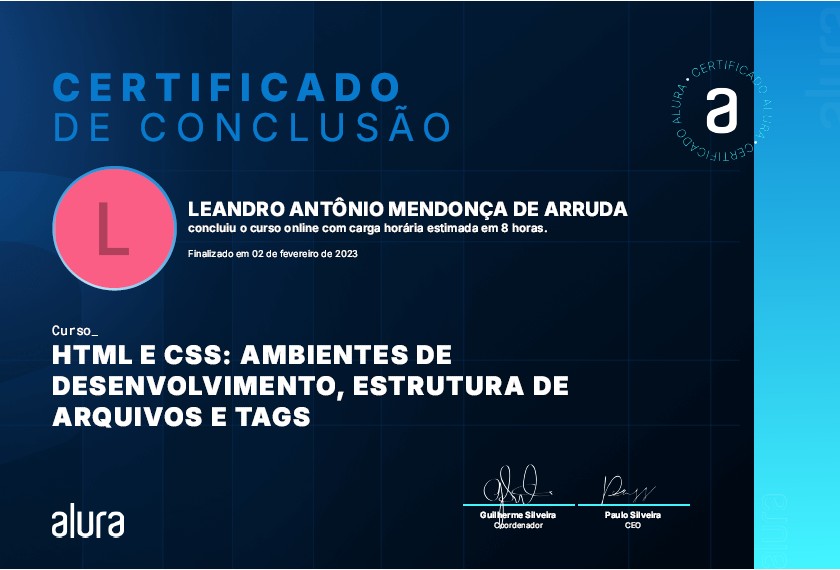 CERTIFICADO
DE CONCLUSÃO
• CERTIFICADO ALURA • CERTIFICADO ALURA
a
L
LEANDRO ANTÔNIO MENDONÇA DE ARRUDA
concluiu o curso online com carga horária estimada em 8 horas.
Finalizado em 02 de fevereiro de 2023
Curso_
HTML E CSS: AMBIENTES DE
DESENVOLVIMENTO, ESTRUTURA DE
ARQUIVOS E TAGS
alura
Guilherme Silveira
Coordenador
Paulo Silveira
CEO
alura
alura